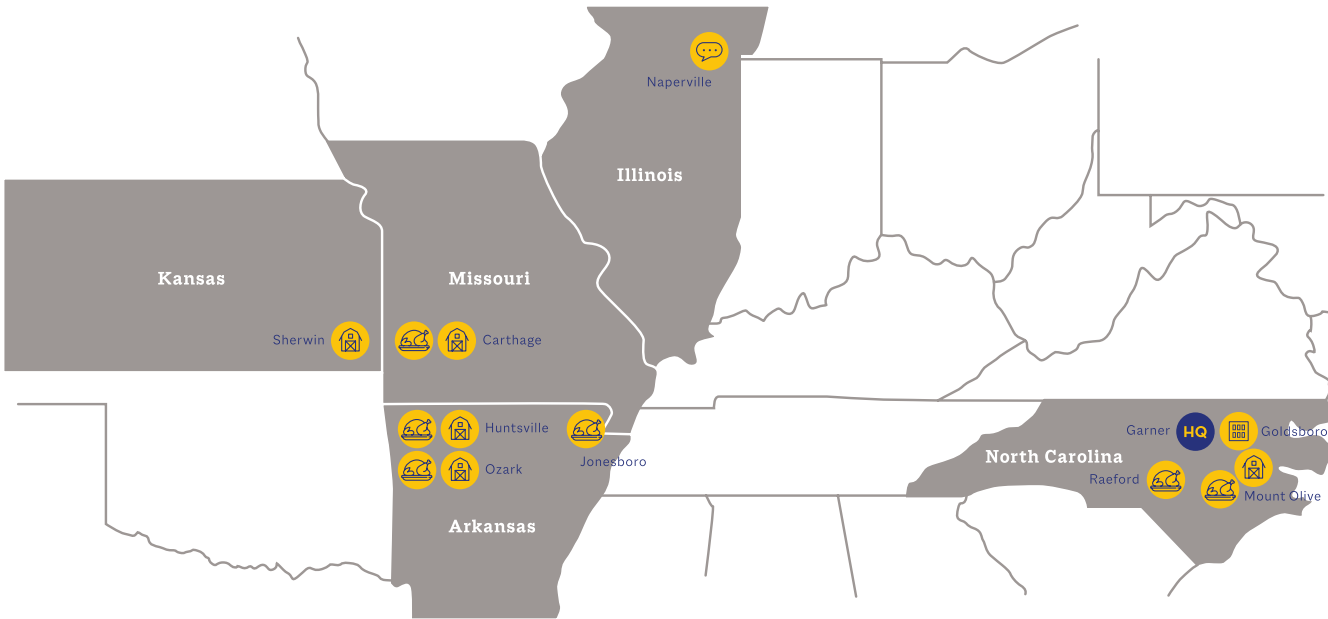 Naperville
Illinois
Kansas
Missouri
Sherwin
Carthage
Huntsville
Jonesboro
Ozark
Arkansas
Garner
HQ
Goldsboro
North Carolina
Raeford
Mount Olive